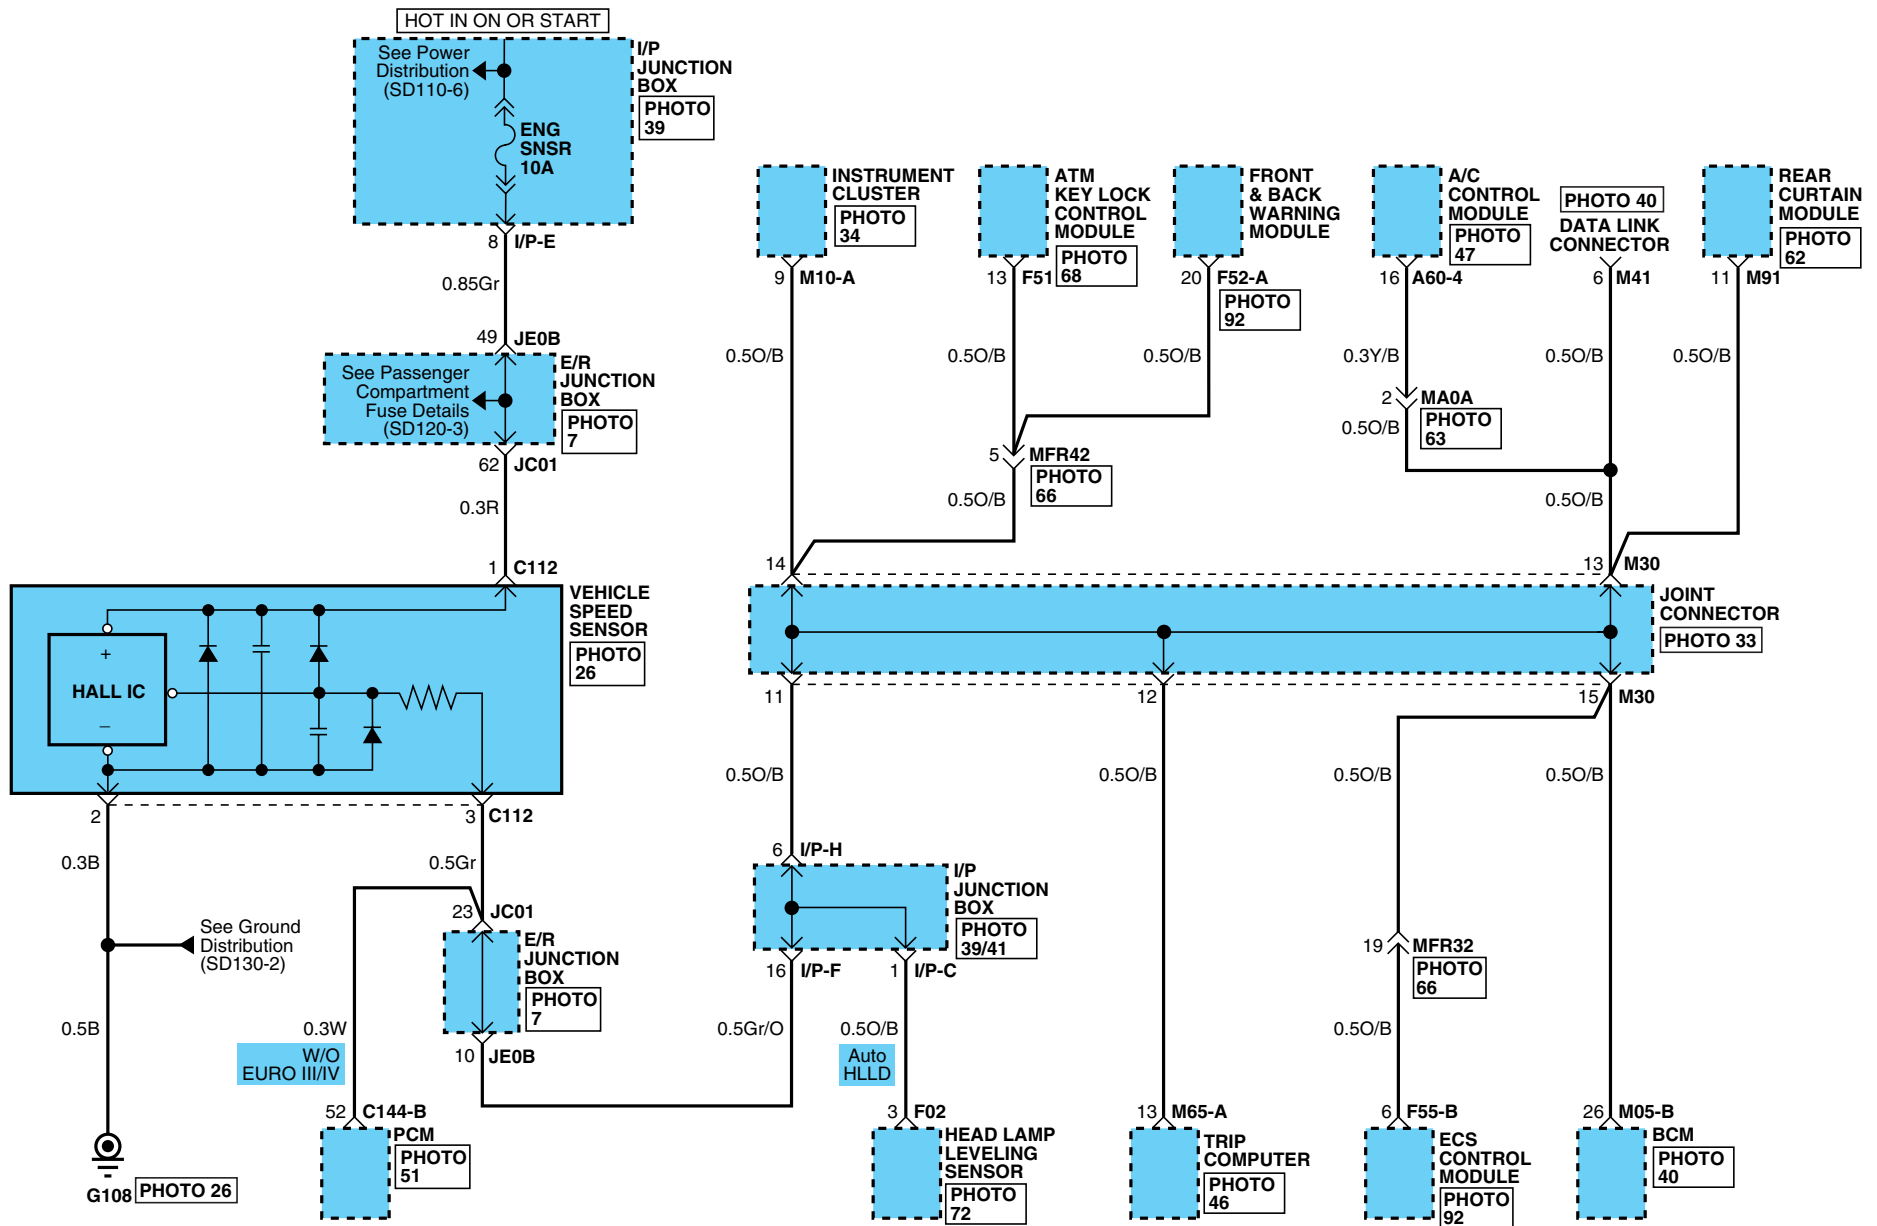 HOT IN ON OR START
See Power
Distribution
(SD110-6)
I/P
JUNCTION
BOX
PHOTO
39
ENG
SNSR
10A
8 I/P-E
0.85Gr
49 JE0B
See Passenger
Compartment
Fuse Details
(SD120-3)
E/R
JUNCTION
BOX
PHOTO
7
62 JC01
0.3R
1 C112
VEHICLE
SPEED
SENSOR
PHOTO
26
+
HALL IC
–
2
3 C112
0.3B
0.5Gr
See Ground
Distribution
(SD130-2)
0.5B
G108
PHOTO 26
23 JC01
E/R
JUNCTION
BOX
PHOTO
7
10 JE0B
0.3W
W/O
EURO III/IV
52 C144-B
PCM
PHOTO
51
INSTRUMENT
CLUSTER
PHOTO
34
9 M10-A
0.5O/B
ATM
KEY LOCK
CONTROL
MODULE
PHOTO
68
13 F51
0.5O/B
FRONT
& BACK
WARNING
MODULE
20 F52-A
PHOTO
92
0.5O/B
5 MFR42
PHOTO
66
0.5O/B
A/C
CONTROL
MODULE
PHOTO
47
16 A60-4
0.3Y/B
2 MA0A
PHOTO
63
0.5O/B
PHOTO 40
DATA LINK
CONNECTOR
6 M41
0.5O/B
0.5O/B
REAR
CURTAIN
MODULE
PHOTO
62
11 M91
0.5O/B
14
13 M30
JOINT
CONNECTOR
PHOTO 33
11
12
15 M30
0.5O/B
0.5O/B
0.5O/B
0.5O/B
6 I/P-H
I/P
JUNCTION
BOX
PHOTO
39/41
16 I/P-F
1 I/P-C
0.5Gr/O
0.5O/B
Auto
HLLD
3 F02
HEAD LAMP
LEVELING
SENSOR
PHOTO
72
13 M65-A
TRIP
COMPUTER
PHOTO
46
19 MFR32
PHOTO
66
0.5O/B
6 F55-B
ECS
CONTROL
MODULE
PHOTO
92
26 M05-B
BCM
PHOTO
40